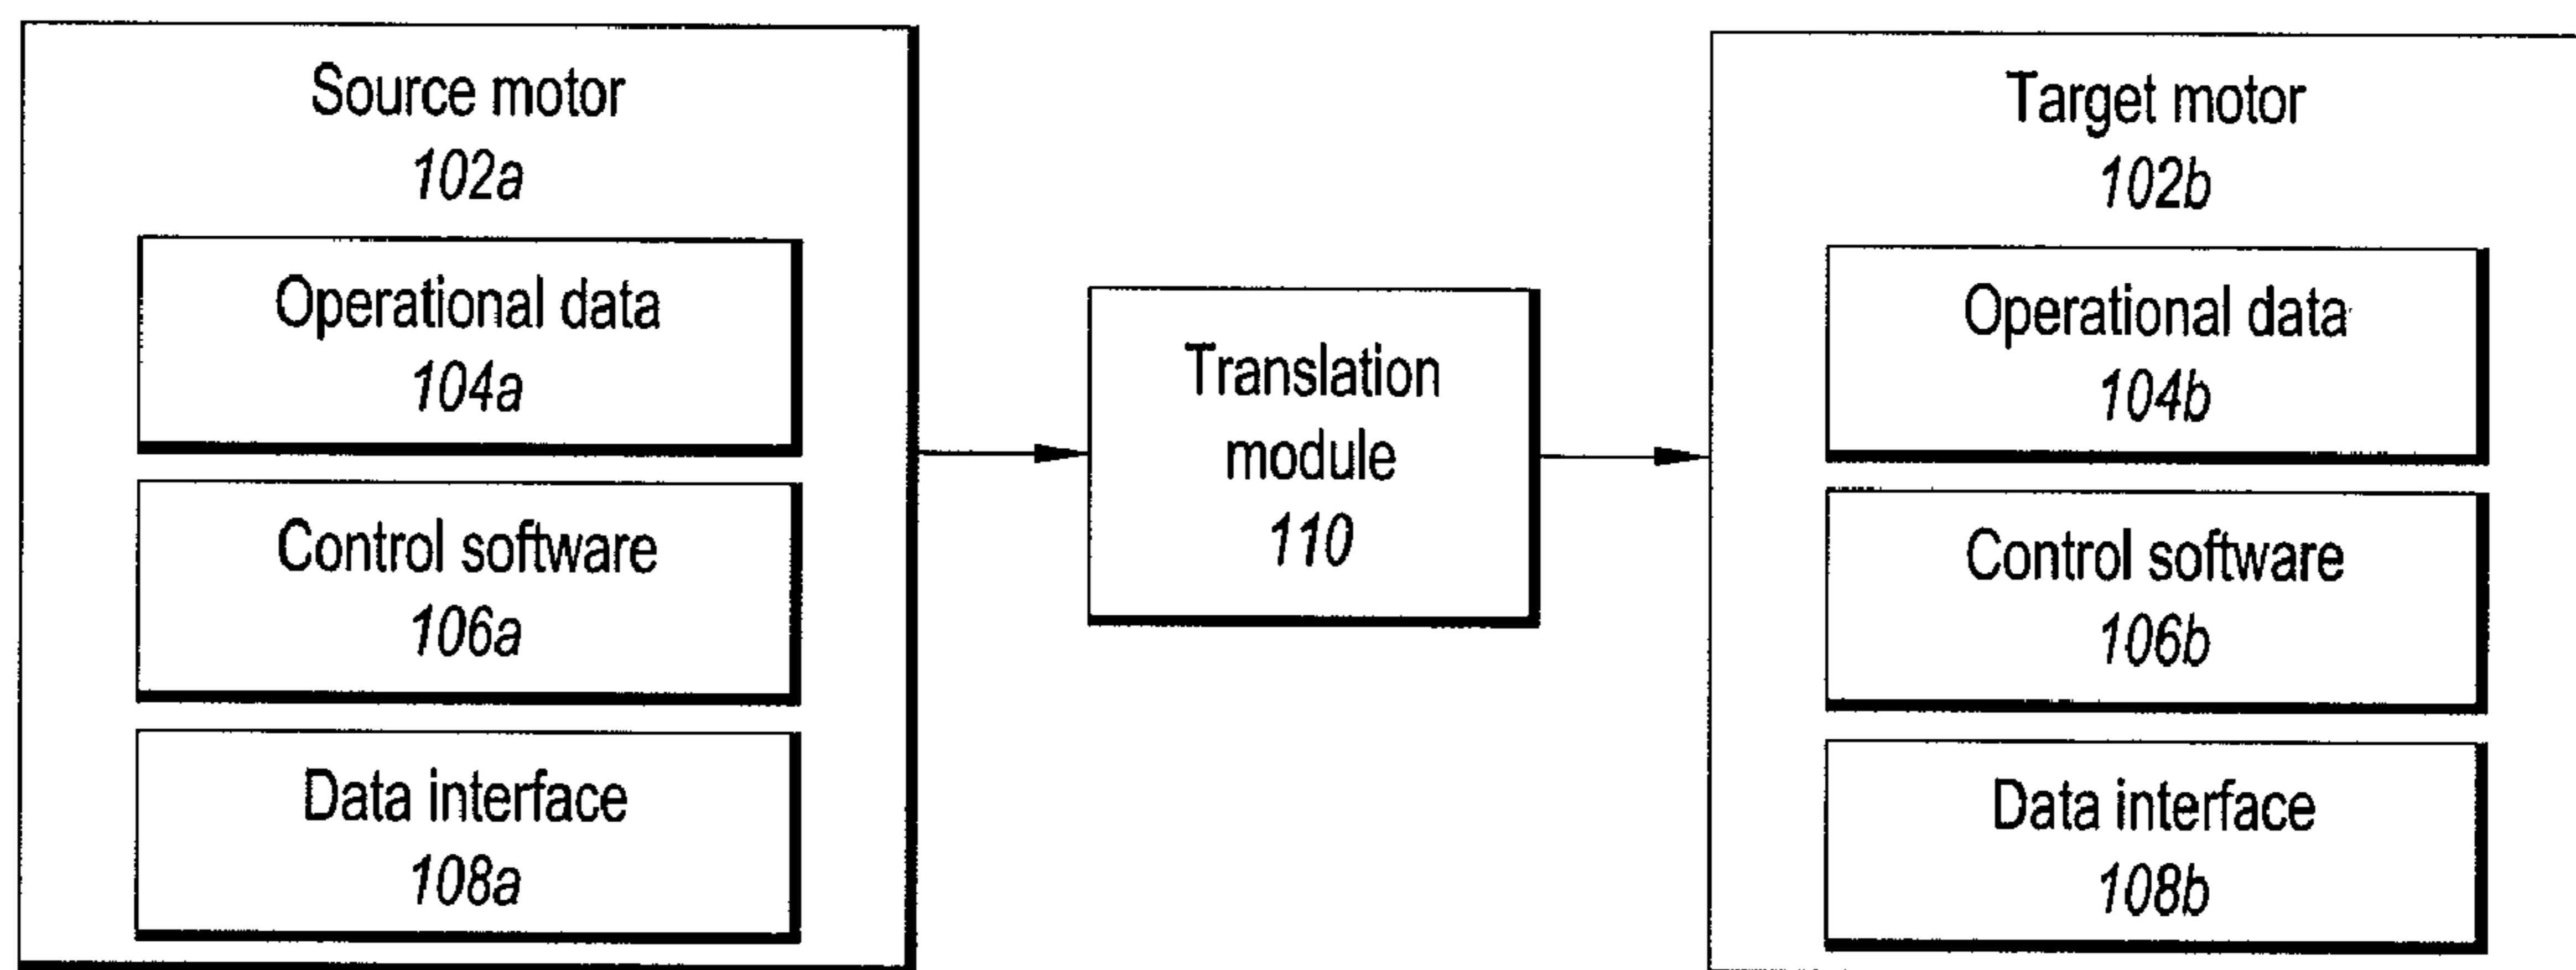 Source motor
102a
Operational data
104a
Control software
106a
Data interface
108a
Translation
module
110
Target motor
102b
Operational data
104b
Control software
106b
Data interface
108b